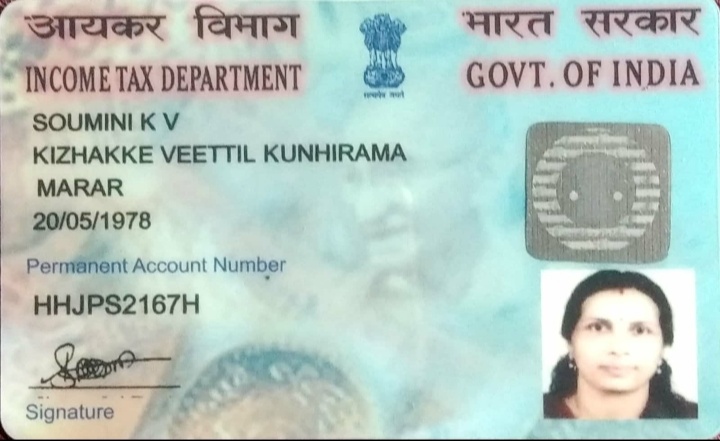 आयकर विभाग भारत सरकार
INCOME TAX DEPARTMENT GOVT. OF INDIA
सत्यमेव जयते
SOUMINI K V
KIZHAKKE VEETTIL KUNHIRAMA
MARAR
20/05/1978
Permanent Account Number
HHJPS2167H
Signature